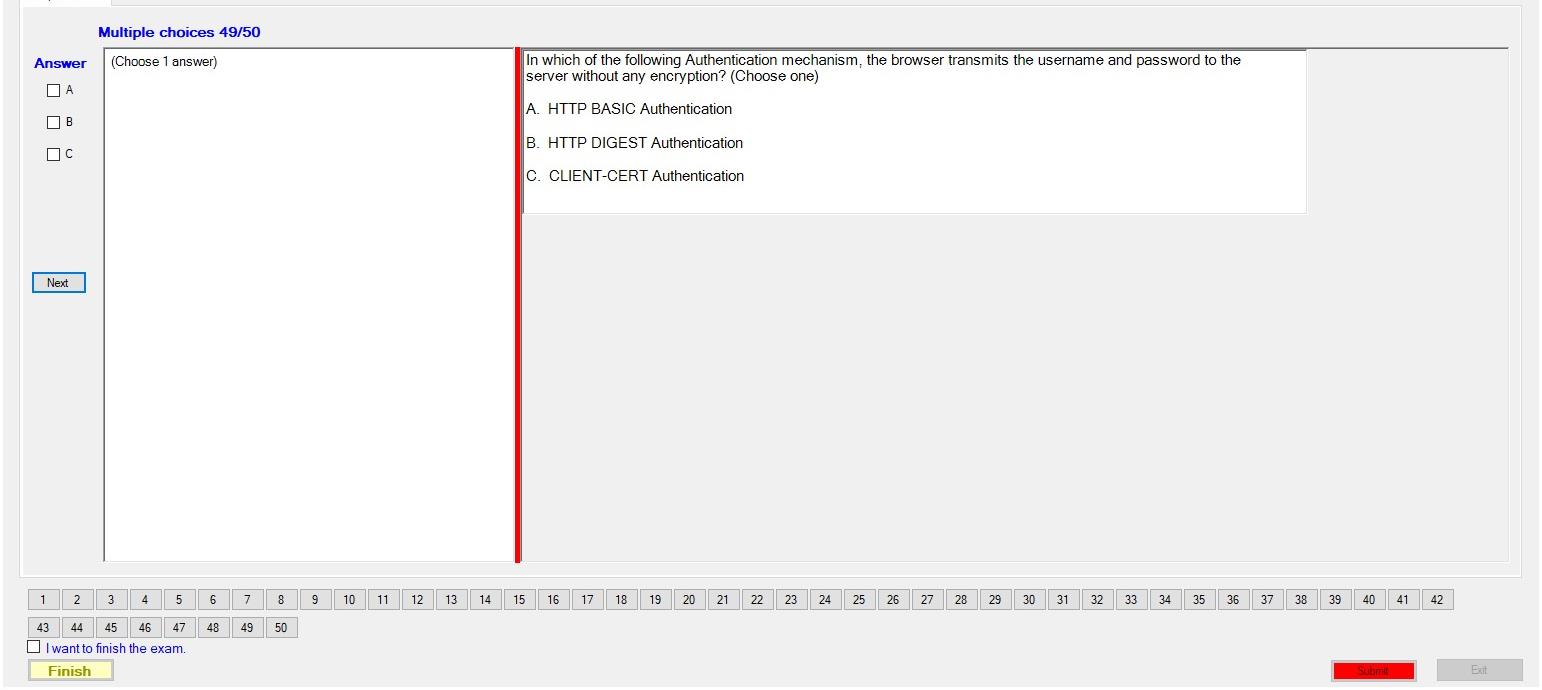 Multiple choices 49/50
Answer
A
B
C
Next
(Choose 1 answer)
In which of the following Authentication mechanism, the browser transmits the username and password to the
server without any encryption? (Choose one)
A. HTTP BASIC Authentication
B. HTTP DIGEST Authentication
C. CLIENT-CERT Authentication
1 2 3 4 5 6 7 8 9 10 11 12 13 14 15 16 17 18 19 20 21 22 23 24 25 26 27 28 29 30 31 32 33 34 35 36 37 38 39 40 41 42
43 44 45 46 47 48 49 50
I want to finish the exam.
Finish
Submit
Exit